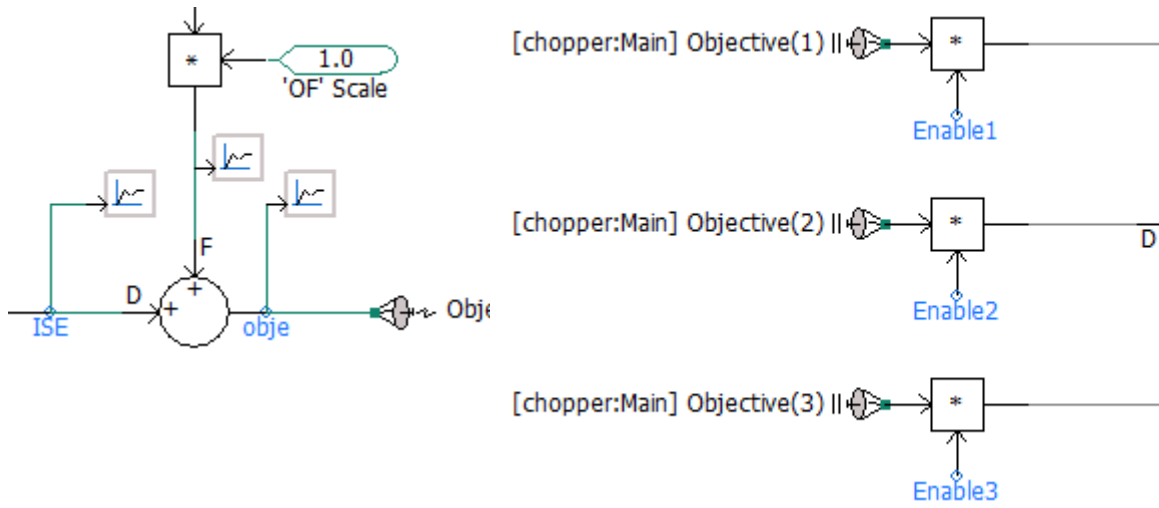 *
1.0
'OF' Scale
F
D
+
+
ISE
obje
[chopper:Main] Objective(1)
*
Enable1
[chopper:Main] Objective(2)
*
D
Enable2
[chopper:Main] Objective(3)
*
Enable3